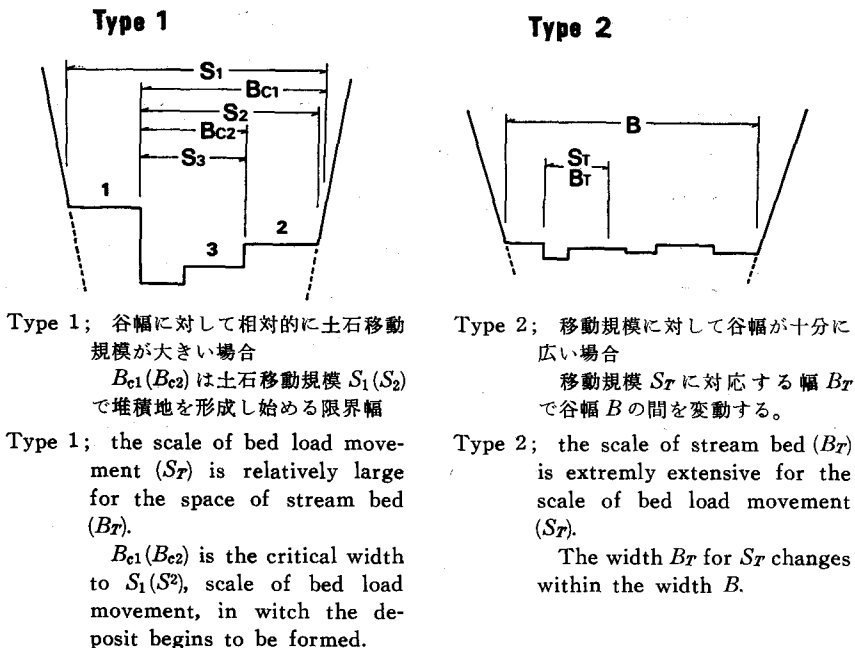 Type 1
S1
Bc1
S2
Bc2
S3
1
2
3
Type 2
B
ST
BT
Type 1; 谷幅に対して相対的に土石移動
規模が大きい場合
Bc1(Bc2) は土石移動規模 S1(S2)
で堆積地を形成し始める限界幅
Type 1; the scale of bed load move-
ment (ST) is relatively large
for the space of stream bed
(BT).
Bc1(Bc2) is the critical width
to S1(S2), scale of bed load
movement, in witch the de-
posit begins to be formed.
Type 2; 移動規模に対して谷幅が十分に
広い場合
移動規模 ST に対応する幅 BT
で谷幅 B の間を変動する。
Type 2; the scale of stream bed (BT)
is extremly extensive for the
scale of bed load movement
(ST).
The width BT for ST changes
within the width B.